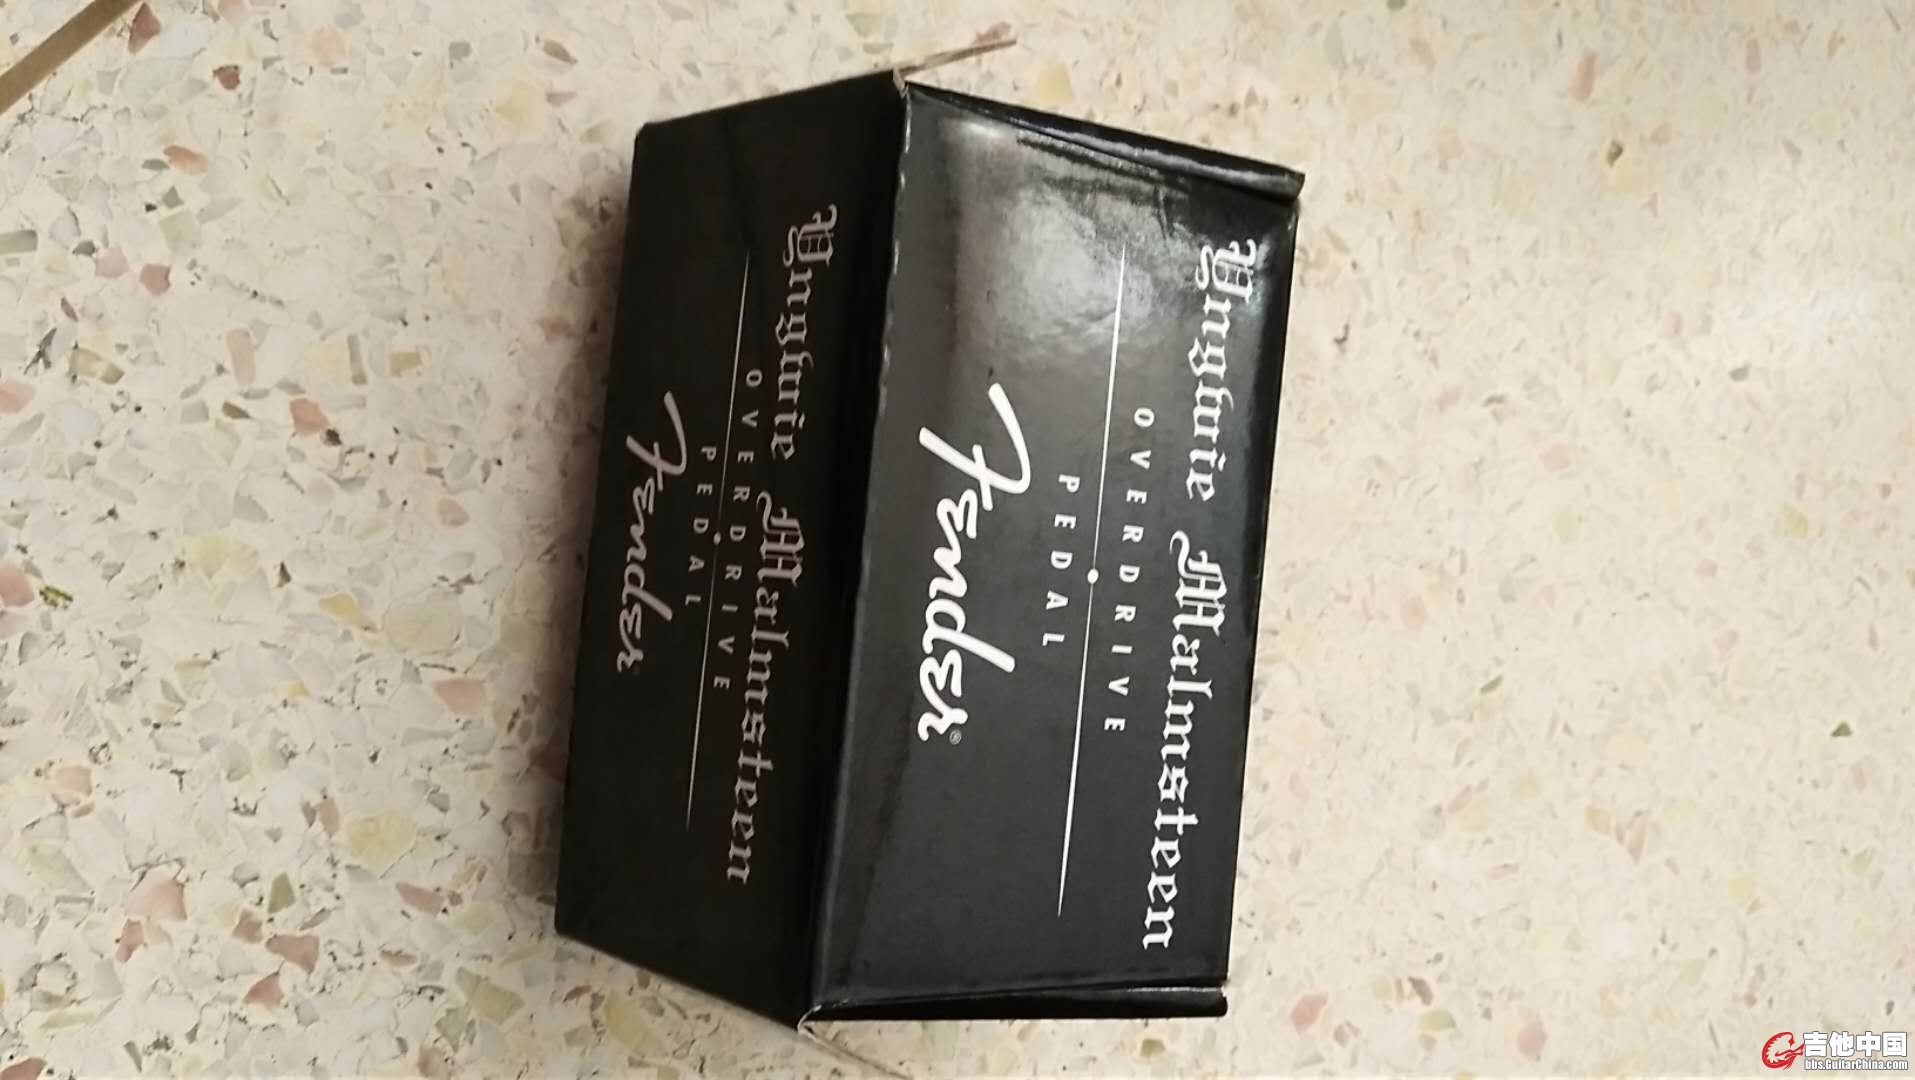 Yngwie Malmsteen
OVERDRIVE
PEDAL
Fender
Yngwie Malmsteen
OVERDRIVE
PEDAL
Fender®
吉他中国
bbs.GuitarChina.com